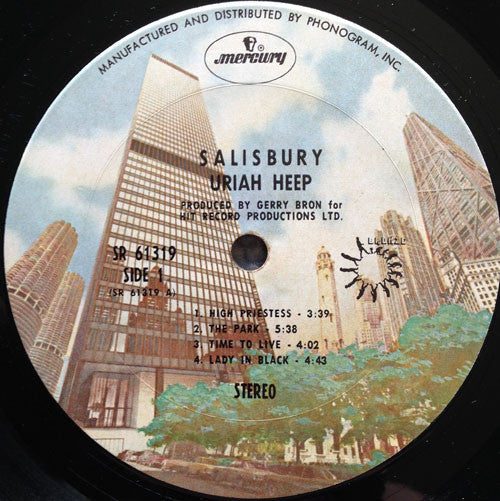 MANUFACTURED AND DISTRIBUTED BY PHONOGRAM, INC.
mercury
SALISBURY
URIAH HEEP
PRODUCED BY GERRY BRON for
HIT RECORD PRODUCTIONS LTD.
SR 61319
SIDE 1
(SR 61319 A)
BRONZE
1. HIGH PRIESTESS - 3:39
2. THE PARK - 5:38
3. TIME TO LIVE - 4:02
4. LADY IN BLACK - 4:43
STEREO